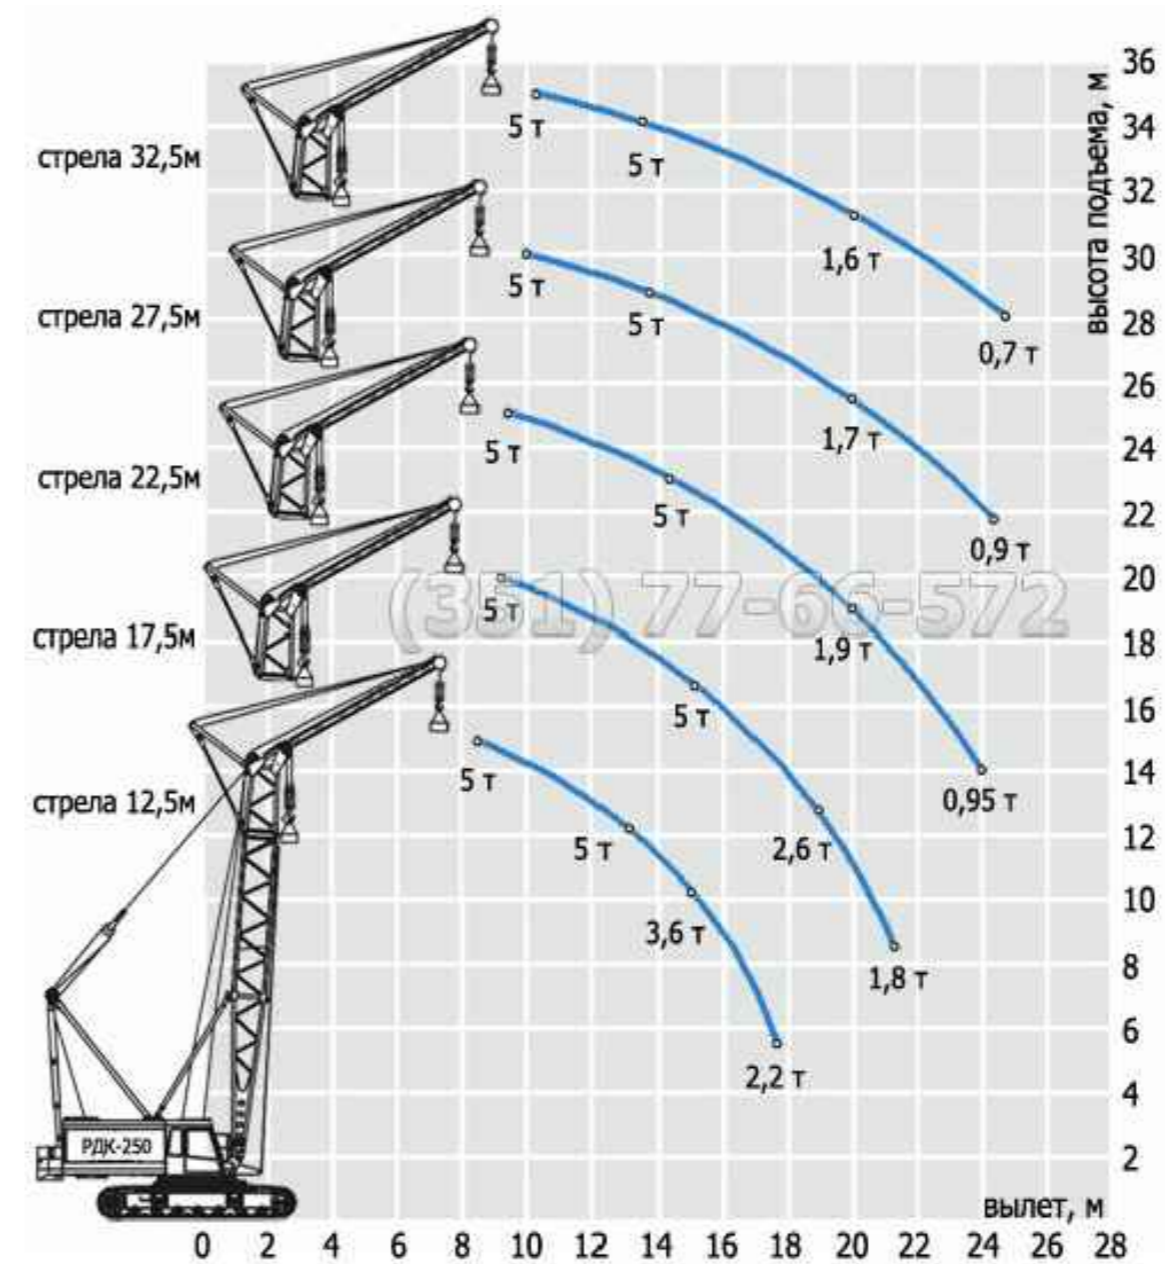 36
высота подъема, м
34
5 т
стрела 32,5м
5 т
32
1,6 т
30
5 т
стрела 27,5м
5 т
28
0,7 т
26
1,7 т
24
5 т
стрела 22,5м
5 т
22
0,9 т
20
(351) 77-66-572
5 т
стрела 17,5м
18
1,9 т
16
5 т
14
5 т
стрела 12,5м
0,95 т
12
5 т
2,6 т
10
3,6 т
8
1,8 т
6
2,2 т
4
РДК-250
2
вылет, м
0 2 4 6 8 10 12 14 16 18 20 22 24 26 28